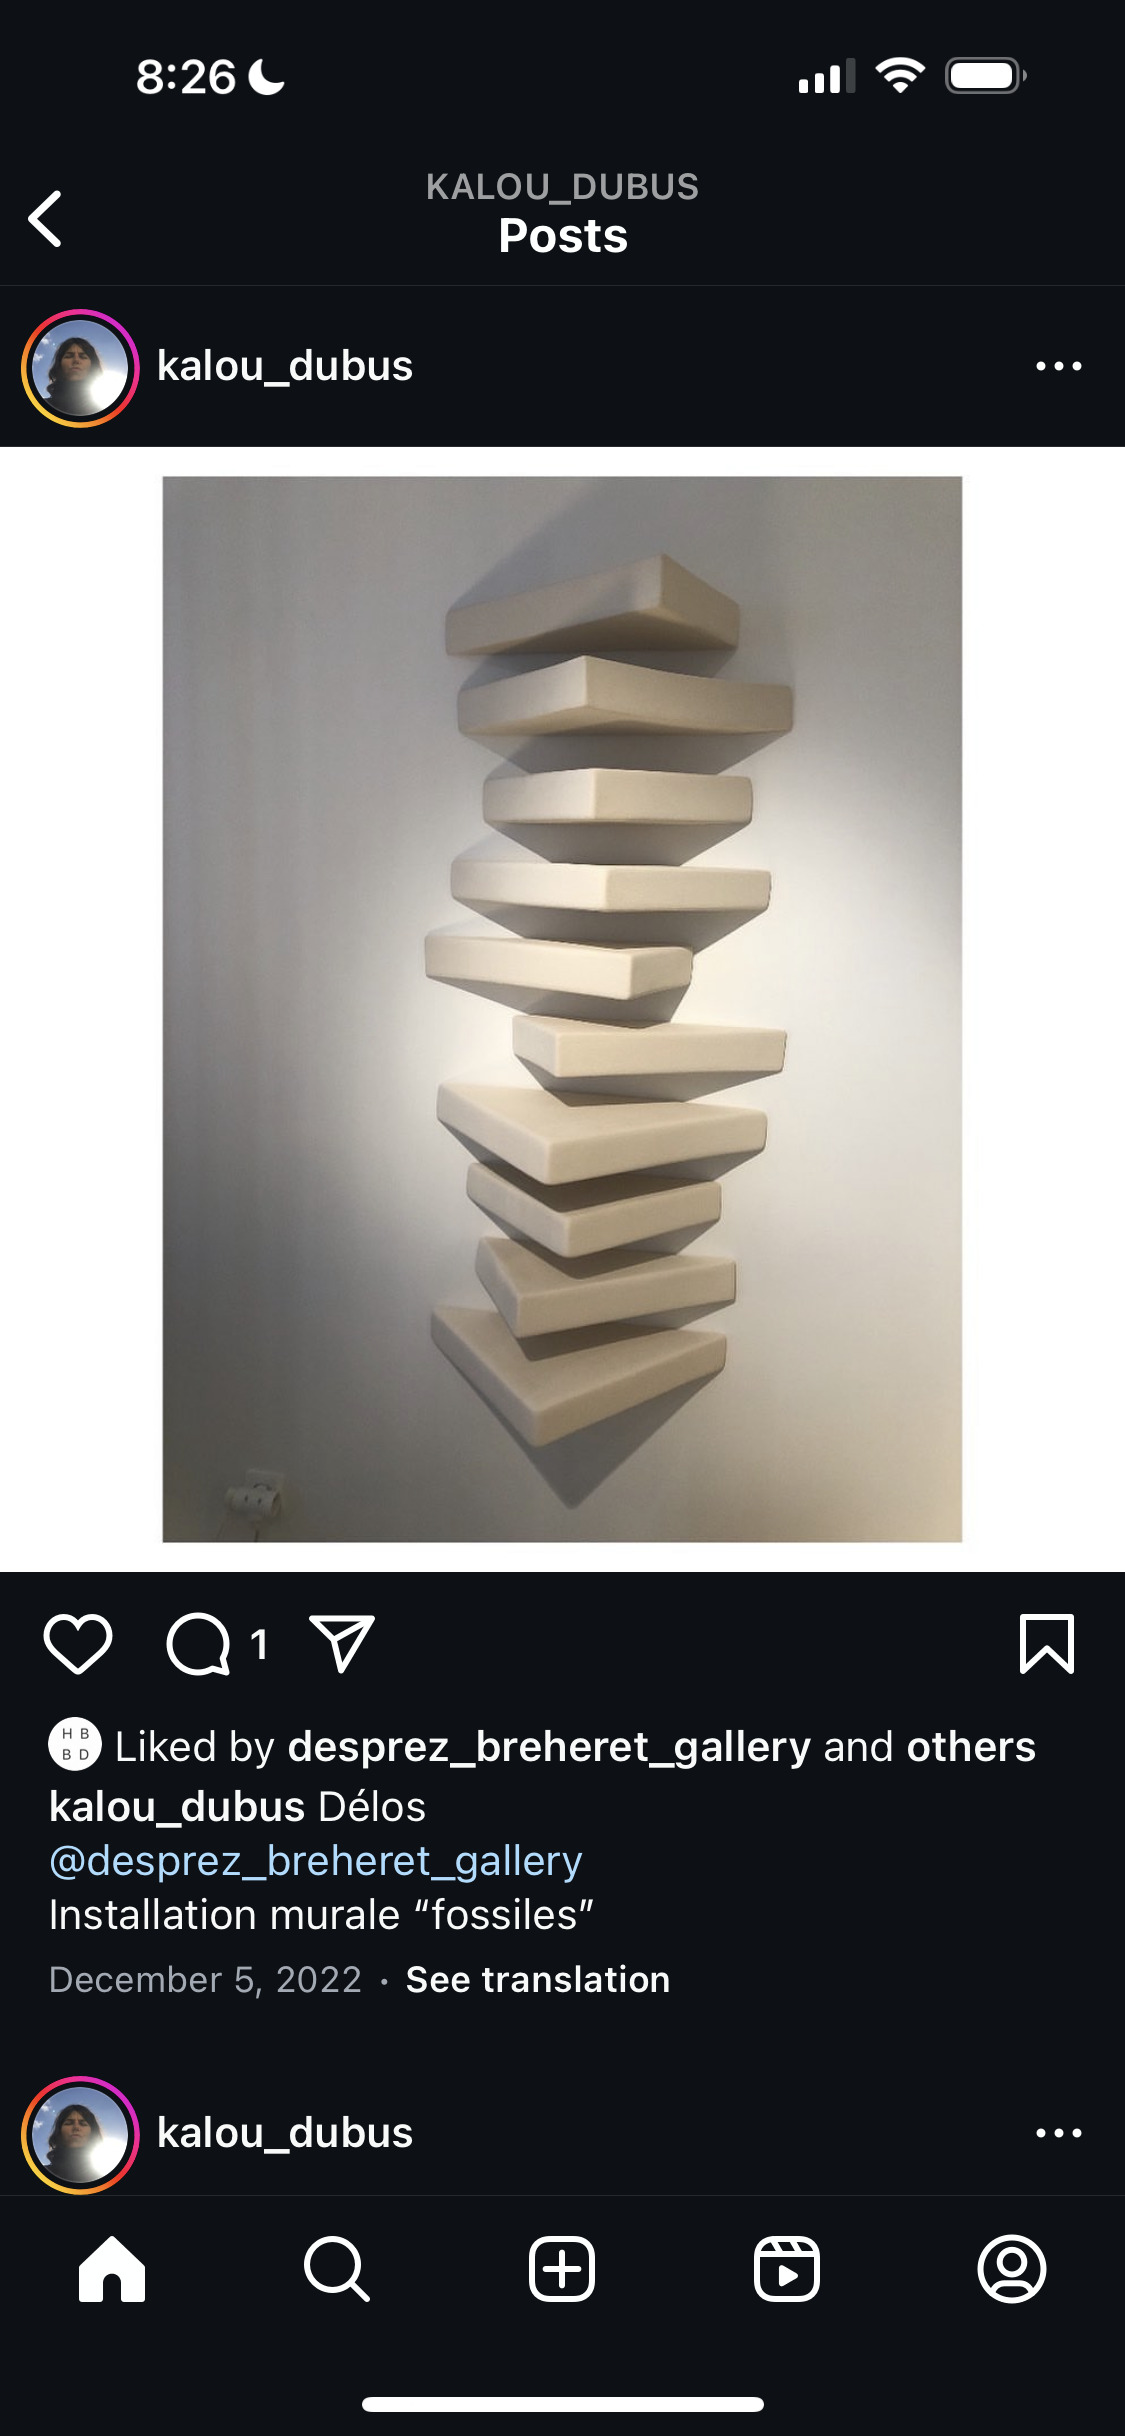 8:26
KALOU_DUBUS
Posts
kalou_dubus
1
H B
B D
Liked by desprez_breheret_gallery and others
kalou_dubus Délos
@desprez_breheret_gallery
Installation murale “fossiles”
December 5, 2022 · See translation
kalou_dubus